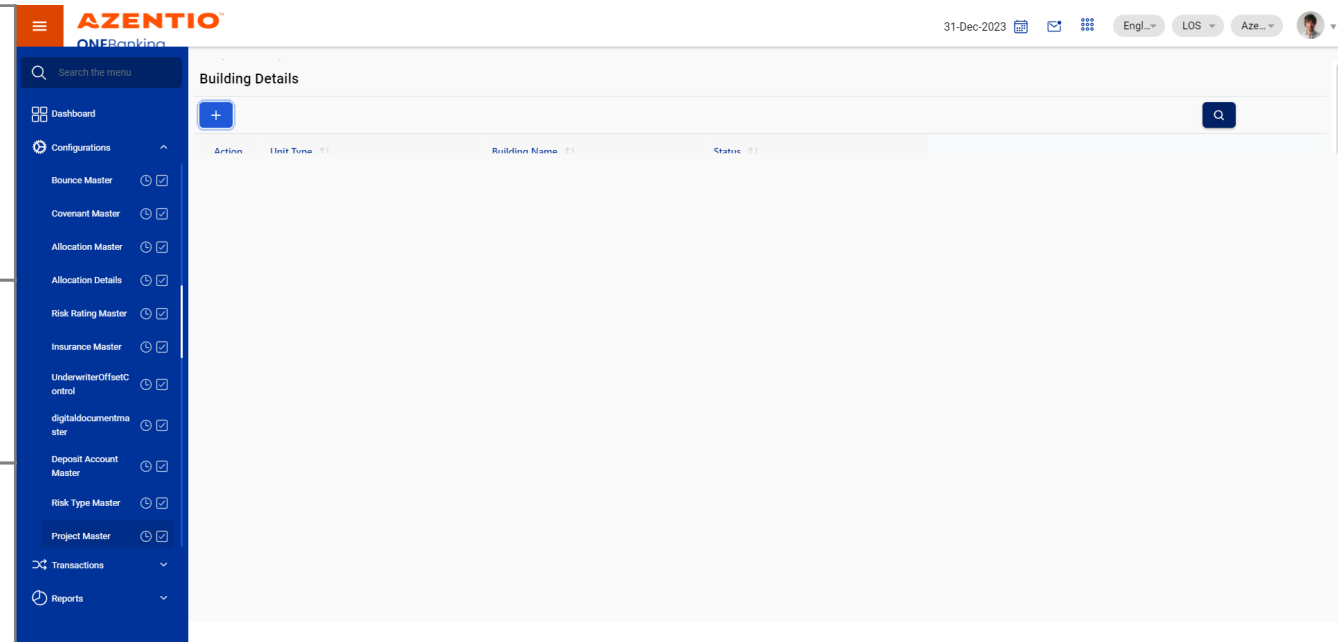 AZENTIO™
ONEBanking
31-Dec-2023
Engl...
LOS
Aze...
Search the menu
Dashboard
Configurations
Bounce Master
Covenant Master
Allocation Master
Allocation Details
Risk Rating Master
Insurance Master
UnderwriterOffsetC
ontrol
digitaldocumentma
ster
Deposit Account
Master
Risk Type Master
Project Master
Transactions
Reports
Building Details
+
Action Unit Type Building Name Status